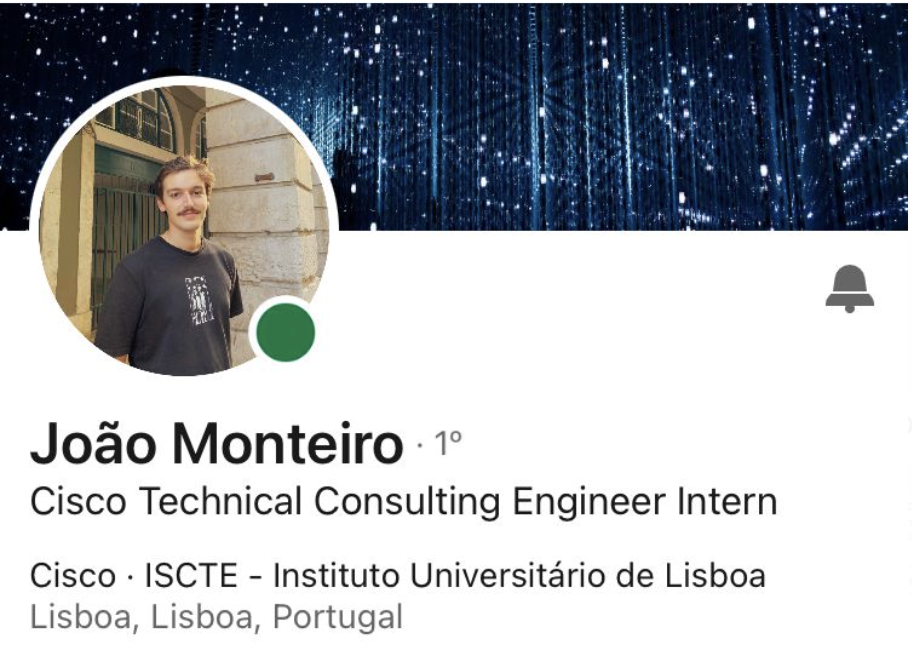 João Monteiro · 1º
Cisco Technical Consulting Engineer Intern
Cisco · ISCTE - Instituto Universitário de Lisboa
Lisboa, Lisboa, Portugal